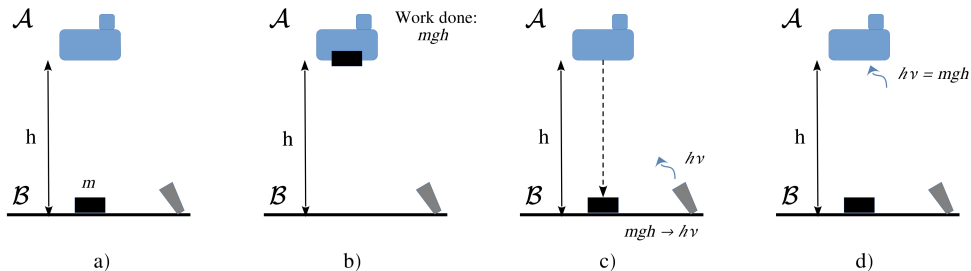 𝒜
h
ℬ
m
a)
𝒜
Work done:
mgh
h
ℬ
b)
𝒜
h
hν
ℬ
mgh → hν
c)
𝒜
hν = mgh
h
ℬ
d)